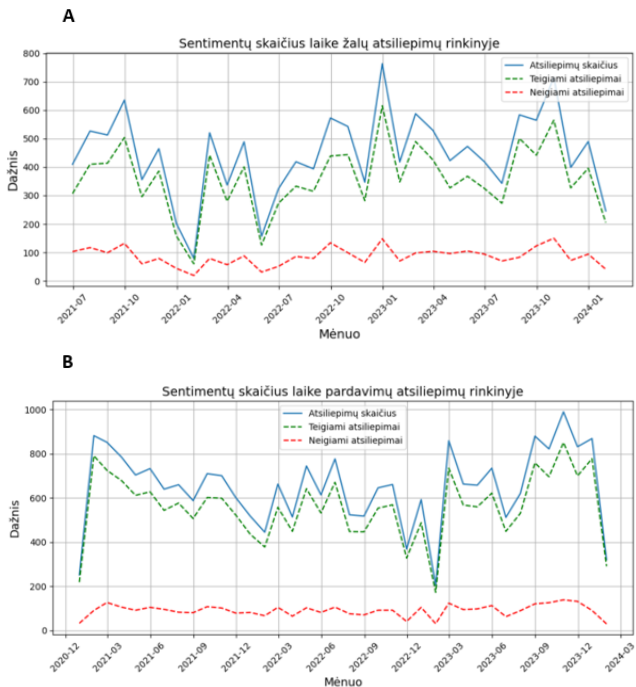 A
Sentimentų skaičius laike žalų atsiliepimų rinkinyje
800
700
600
500
400
300
200
100
0
Dažnis
Atsiliepimų skaičius
Teigiami atsiliepimai
Neigiami atsiliepimai
2021-07
2021-10
2022-01
2022-04
2022-07
2022-10
2023-01
2023-04
2023-07
2023-10
2024-01
Mėnuo
B
Sentimentų skaičius laike pardavimų atsiliepimų rinkinyje
1000
800
600
400
200
0
Dažnis
Atsiliepimų skaičius
Teigiami atsiliepimai
Neigiami atsiliepimai
2020-12
2021-03
2021-06
2021-09
2021-12
2022-03
2022-06
2022-09
2022-12
2023-03
2023-06
2023-09
2023-12
2024-03
Mėnuo